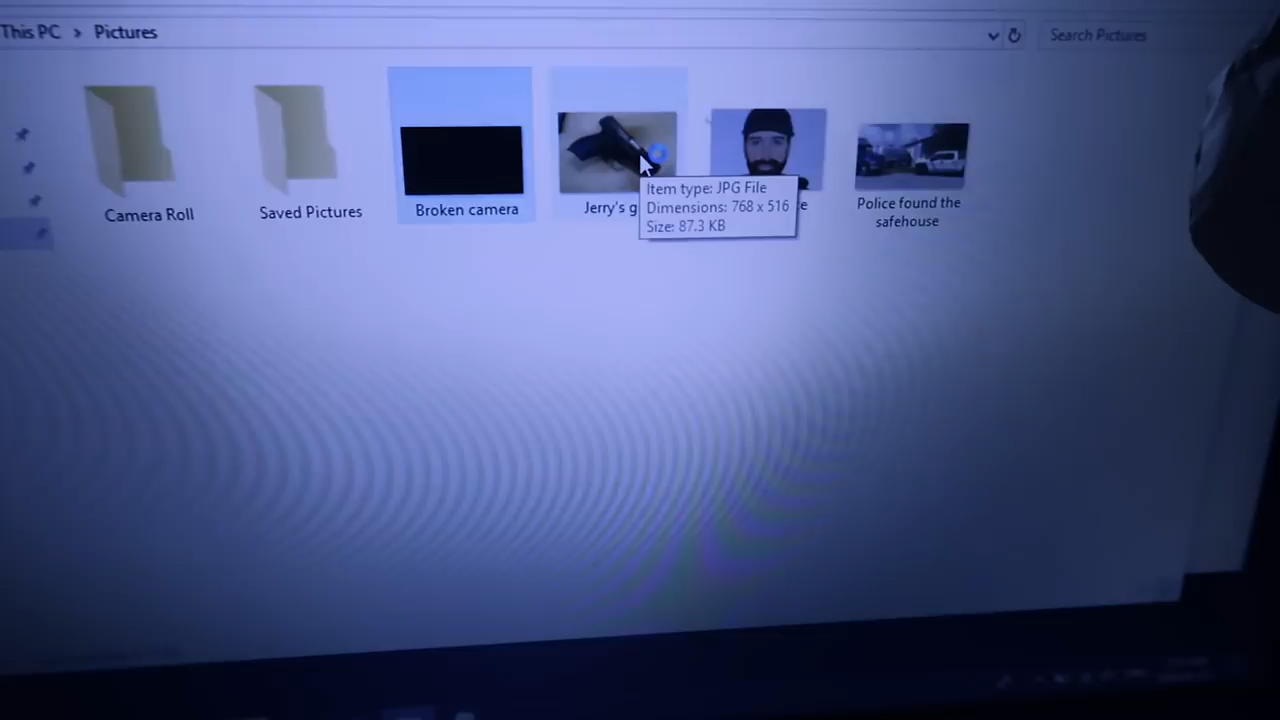 This PC > Pictures
Search Pictures
Camera Roll
Saved Pictures
Broken camera
Jerry's g
Item type: JPG File
Dimensions: 768 x 516
Size: 87.3 KB
Police found the
safehouse